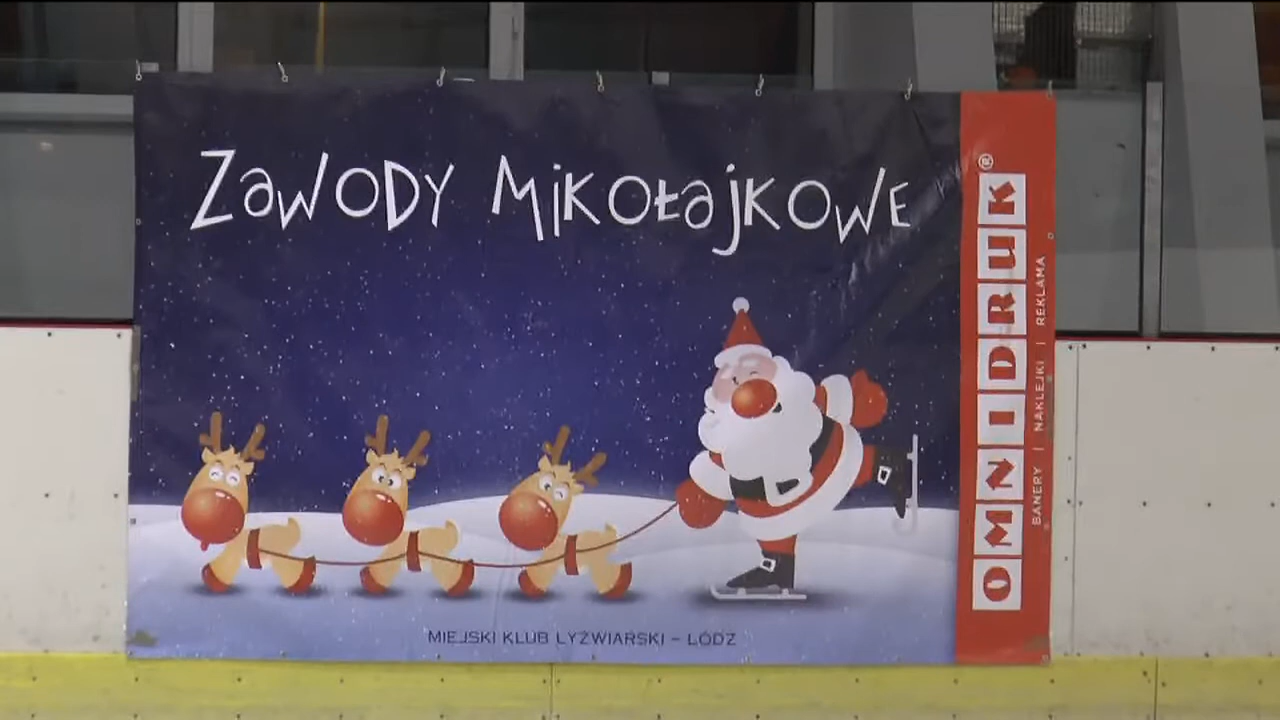 Zawody Mikołajkowe
MIEJSKI KLUB ŁYŻWIARSKI – ŁÓDŹ
OMNIDRUK®
BANERY | NAKLEJKI | REKLAMA